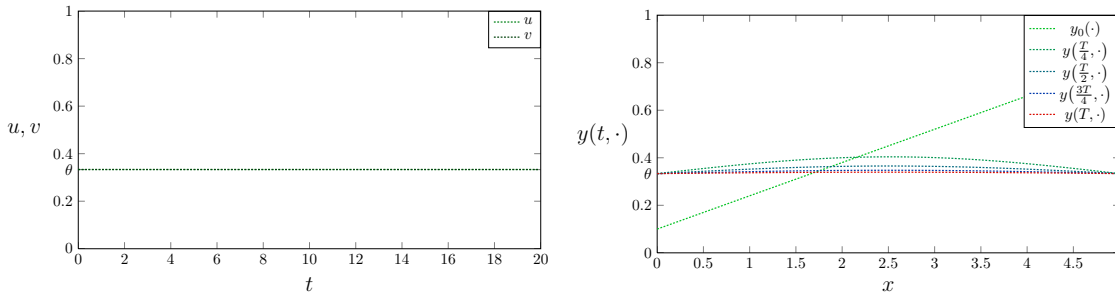 1
0.8
0.6
0.4
θ
0.2
0
0 2 4 6 8 10 12 14 16 18 20
u, v
t
u
v
1
0.8
0.6
0.4
θ
0.2
0
0 0.5 1 1.5 2 2.5 3 3.5 4 4.5
y(t, ·)
x
y₀(·)
y(T/4, ·)
y(T/2, ·)
y(3T/4, ·)
y(T, ·)